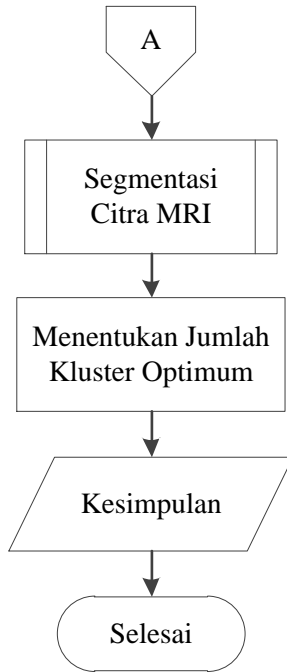 A
Segmentasi
Citra MRI
Menentukan Jumlah
Kluster Optimum
Kesimpulan
Selesai